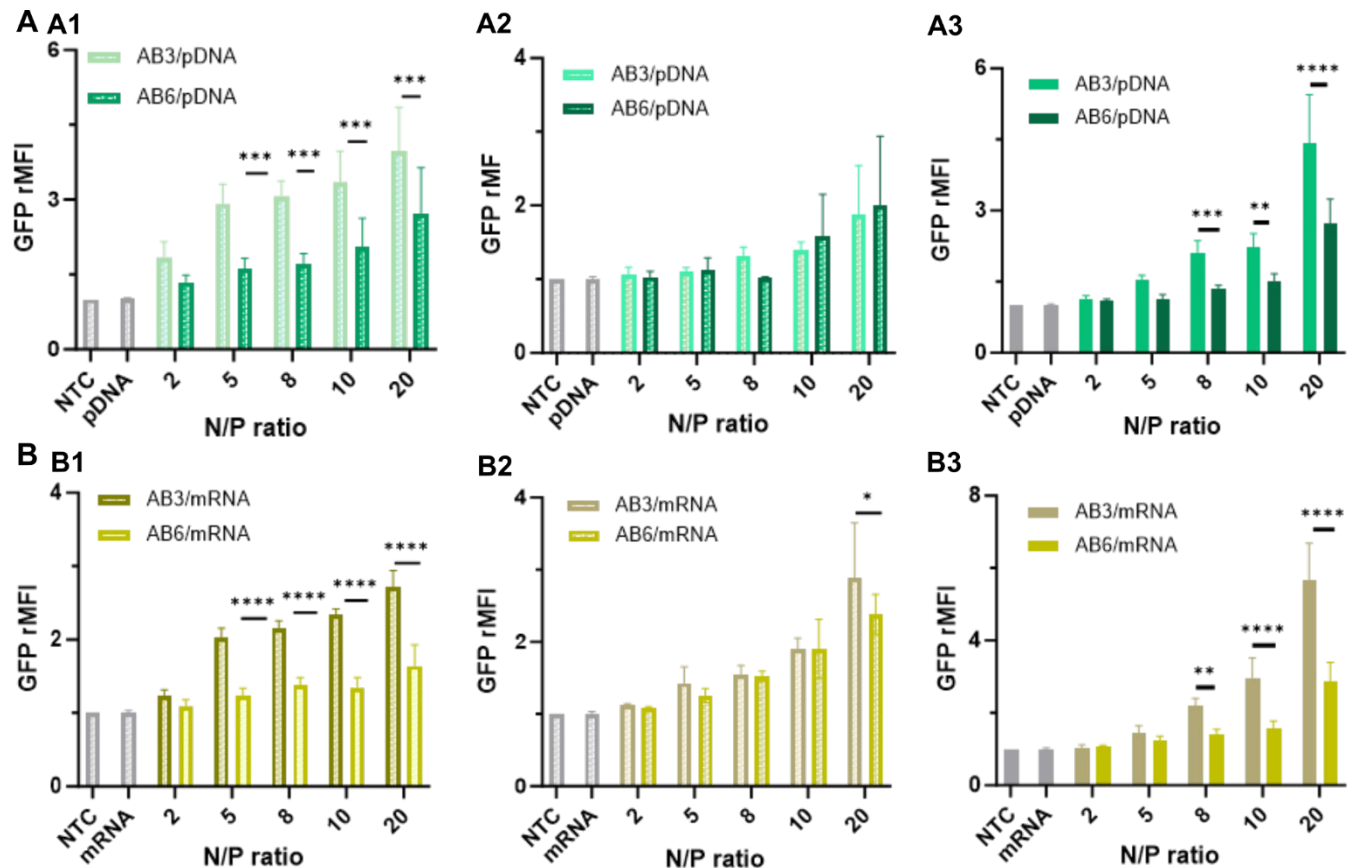 A A1
6
3
0
GFP rMFI
AB3/pDNA
AB6/pDNA
***
***
***
***
NTC
pDNA
2
5
8
10
20
N/P ratio
A2
4
2
0
GFP rMF
AB3/pDNA
AB6/pDNA
NTC
pDNA
2
5
8
10
20
N/P ratio
A3
6
3
0
GFP rMFI
AB3/pDNA
AB6/pDNA
***
**
****
NTC
pDNA
2
5
8
10
20
N/P ratio
B B1
4
2
0
GFP rMFI
AB3/mRNA
AB6/mRNA
****
****
****
****
NTC
mRNA
2
5
8
10
20
N/P ratio
B2
4
2
0
GFP rMFI
AB3/mRNA
AB6/mRNA
*
NTC
mRNA
2
5
8
10
20
N/P ratio
B3
8
4
0
GFP rMFI
AB3/mRNA
AB6/mRNA
**
****
****
NTC
mRNA
2
5
8
10
20
N/P ratio